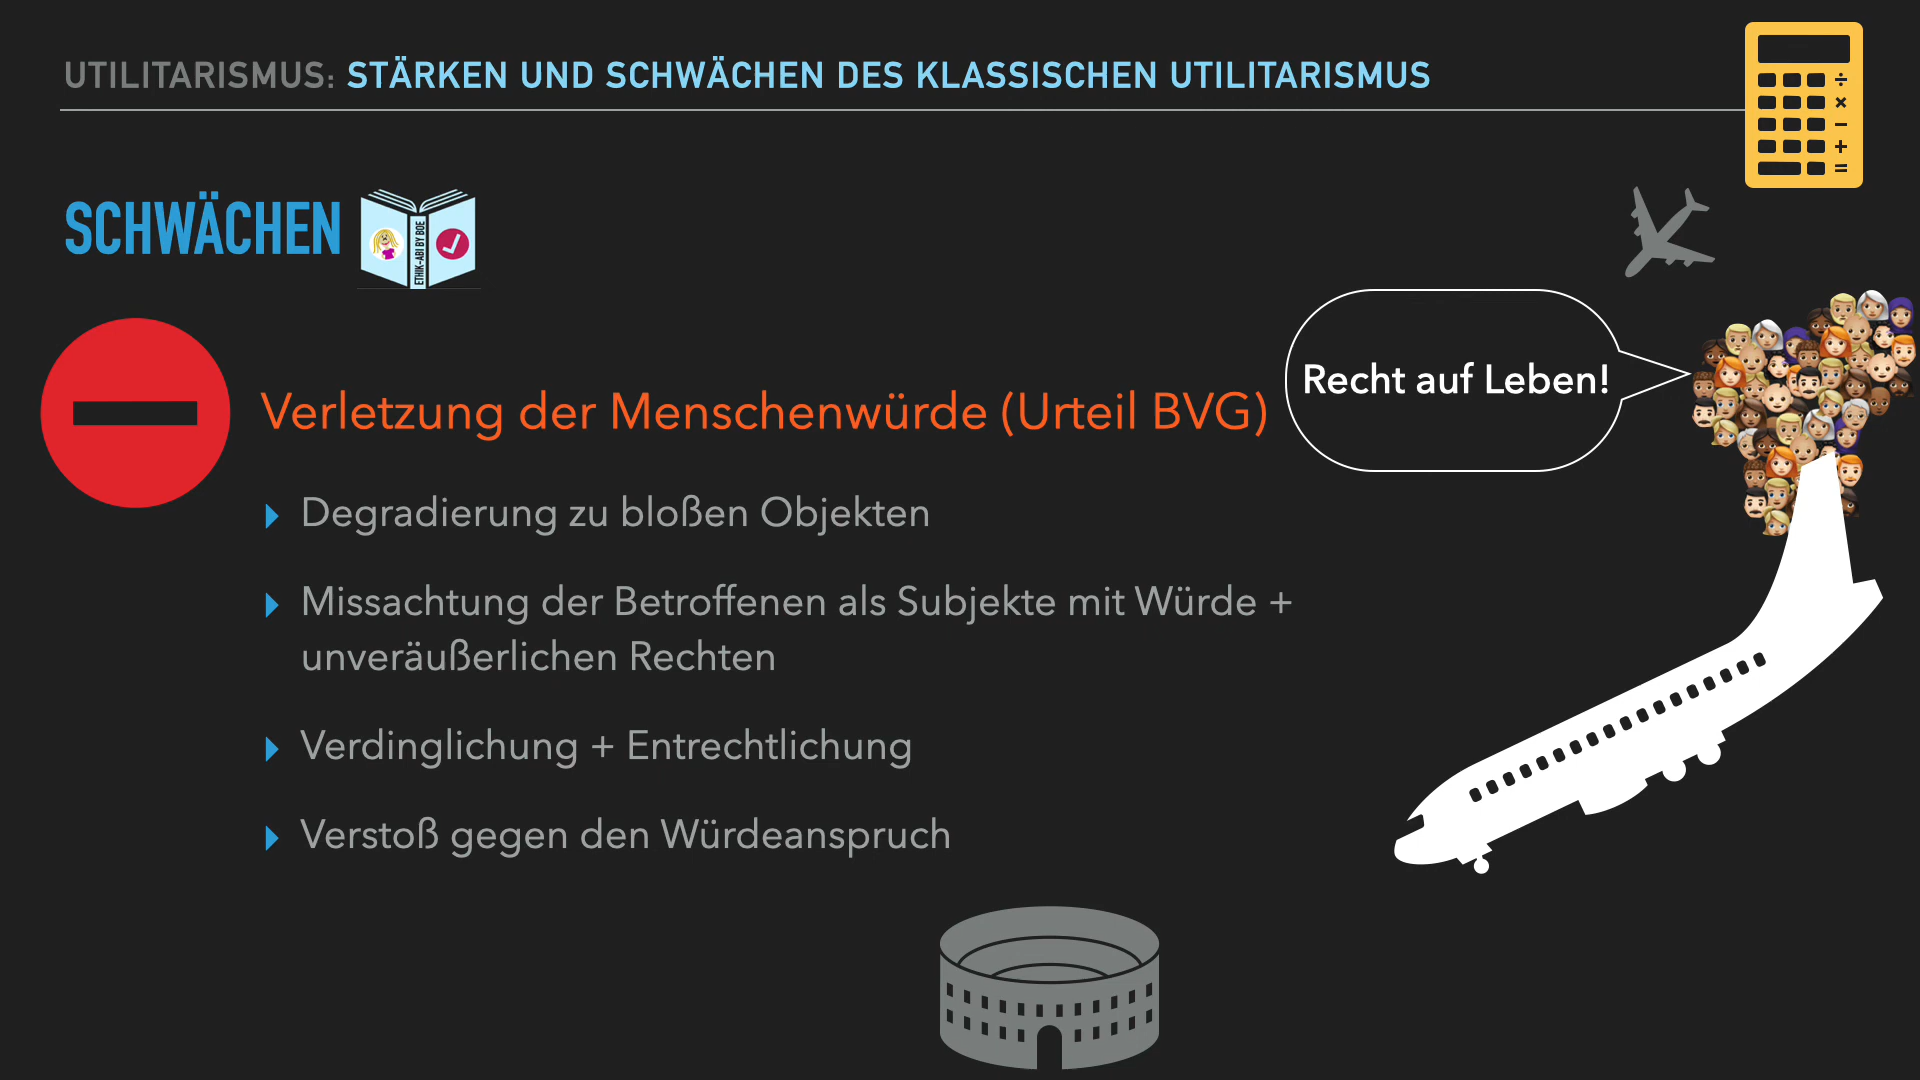 UTILITARISMUS: STÄRKEN UND SCHWÄCHEN DES KLASSISCHEN UTILITARISMUS
SCHWÄCHEN
ETHIK-ABI BY BOE
Recht auf Leben!
Verletzung der Menschenwürde (Urteil BVG)
Degradierung zu bloßen Objekten
Missachtung der Betroffenen als Subjekte mit Würde +
unveräußerlichen Rechten
Verdinglichung + Entrechtlichung
Verstoß gegen den Würdeanspruch